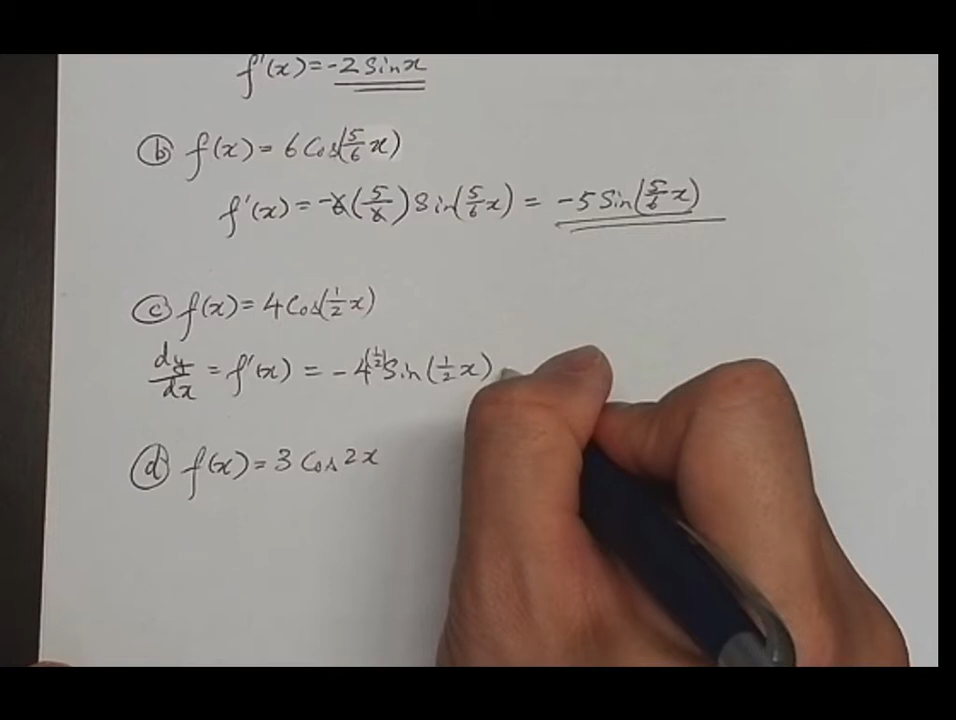 f'(x) = -2 Sin x
(b) f(x) = 6 Cos(5/6 x)
f'(x) = -6(5/6) Sin(5/6 x) = -5 Sin(5/6 x)
(c) f(x) = 4 Cos(1/2 x)
dy/dx = f'(x) = -4(1/2) Sin(1/2 x)
(d) f(x) = 3 Cos 2x